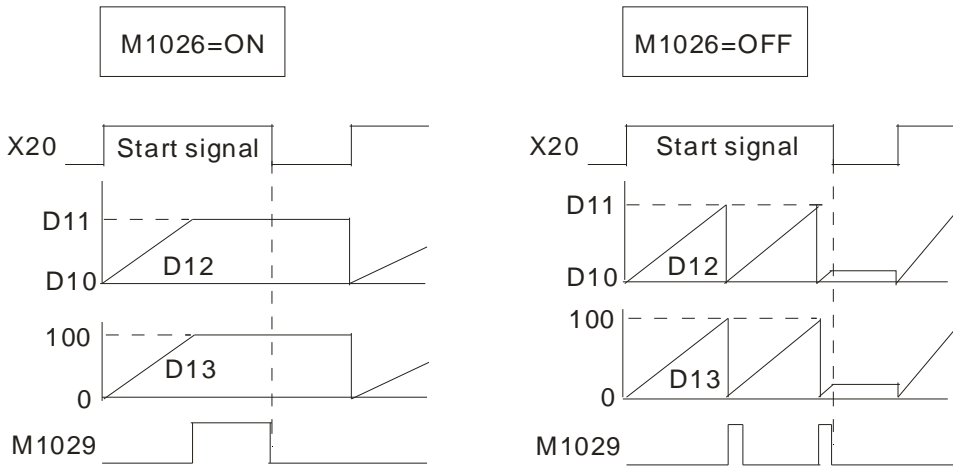 M1026=ON
X20
Start signal
D11
D12
D10
100
D13
0
M1029
M1026=OFF
X20
Start signal
D11
D12
D10
100
D13
0
M1029